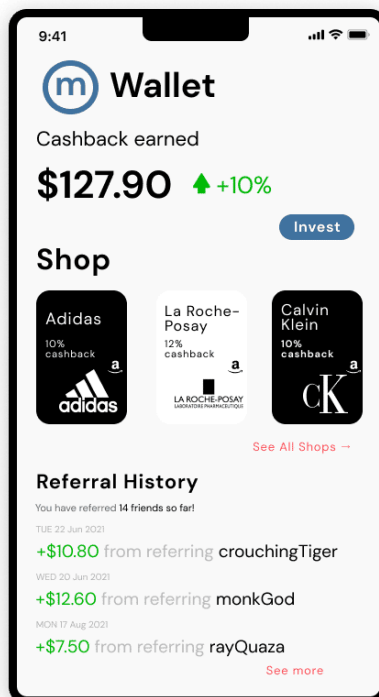 9:41
m Wallet
Cashback earned
$127.90 +10%
Invest
Shop
Adidas
10%
cashback
a
adidas
La Roche-
Posay
12%
cashback
a
LA ROCHE-POSAY
LABORATOIRE PHARMACEUTIQUE
Calvin
Klein
10%
cashback
a
cK
See All Shops →
Referral History
You have referred 14 friends so far!
TUE 22 Jun 2021
+$10.80 from referring crouchingTiger
WED 20 Jun 2021
+$12.60 from referring monkGod
MON 17 Aug 2021
+$7.50 from referring rayQuaza
See more